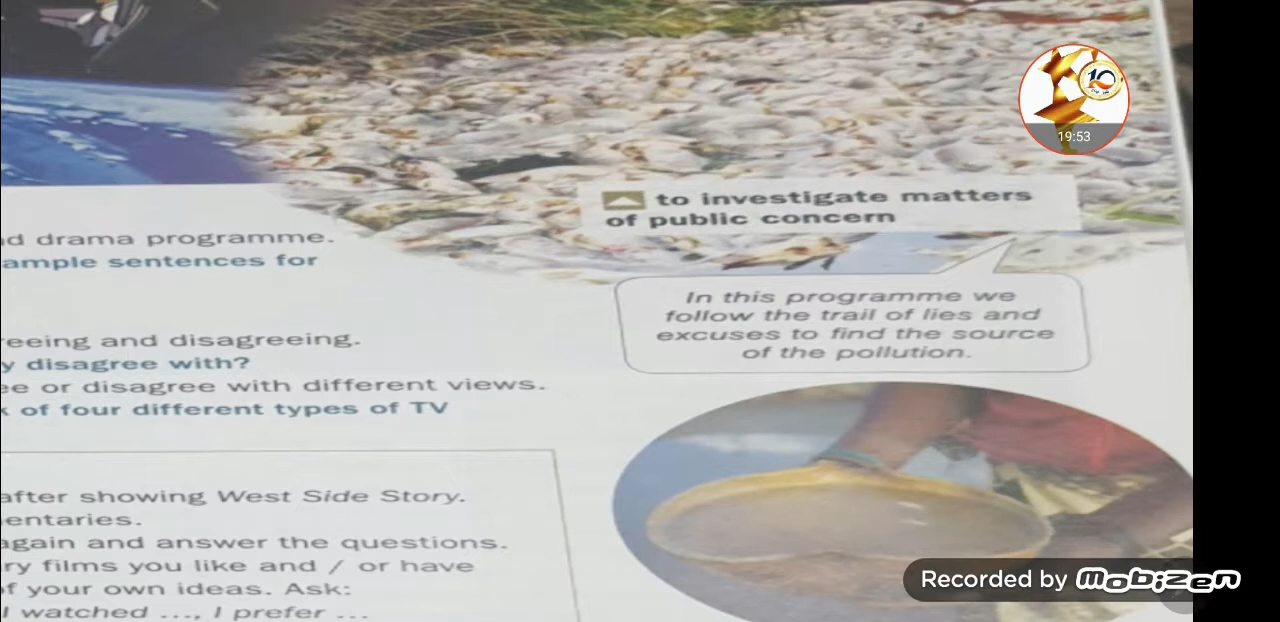 19:53
to investigate matters
of public concern
In this programme we
follow the trail of lies and
excuses to find the source
of the pollution.
d drama programme.
ample sentences for
reeing and disagreeing.
y disagree with?
ee or disagree with different views.
of four different types of TV
after showing West Side Story.
entaries.
again and answer the questions.
ry films you like and / or have
f your own ideas. Ask:
I watched ..., I prefer ...
Recorded by Mobizen
10